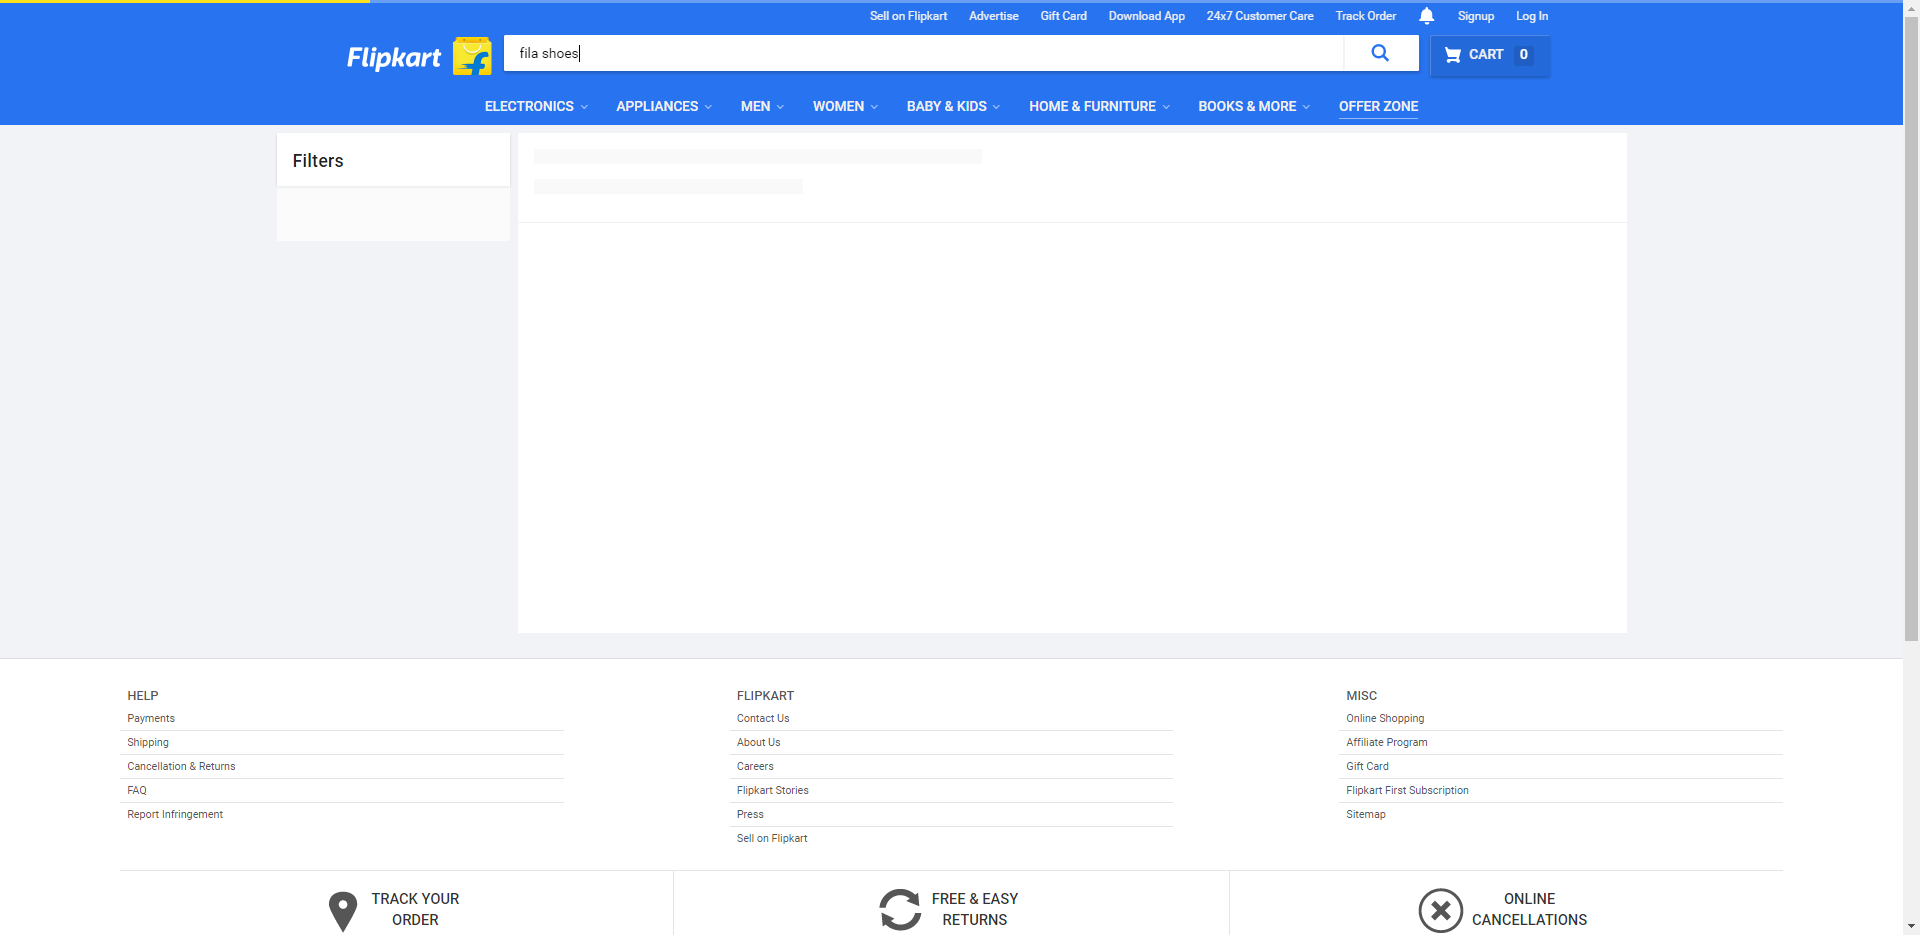 Sell on Flipkart Advertise Gift Card Download App 24x7 Customer Care Track Order Signup Log In
Flipkart fila shoes CART 0
ELECTRONICS APPLIANCES MEN WOMEN BABY & KIDS HOME & FURNITURE BOOKS & MORE OFFER ZONE
Filters
HELP
Payments
Shipping
Cancellation & Returns
FAQ
Report Infringement
FLIPKART
Contact Us
About Us
Careers
Flipkart Stories
Press
Sell on Flipkart
MISC
Online Shopping
Affiliate Program
Gift Card
Flipkart First Subscription
Sitemap
TRACK YOUR
ORDER
FREE & EASY
RETURNS
ONLINE
CANCELLATIONS